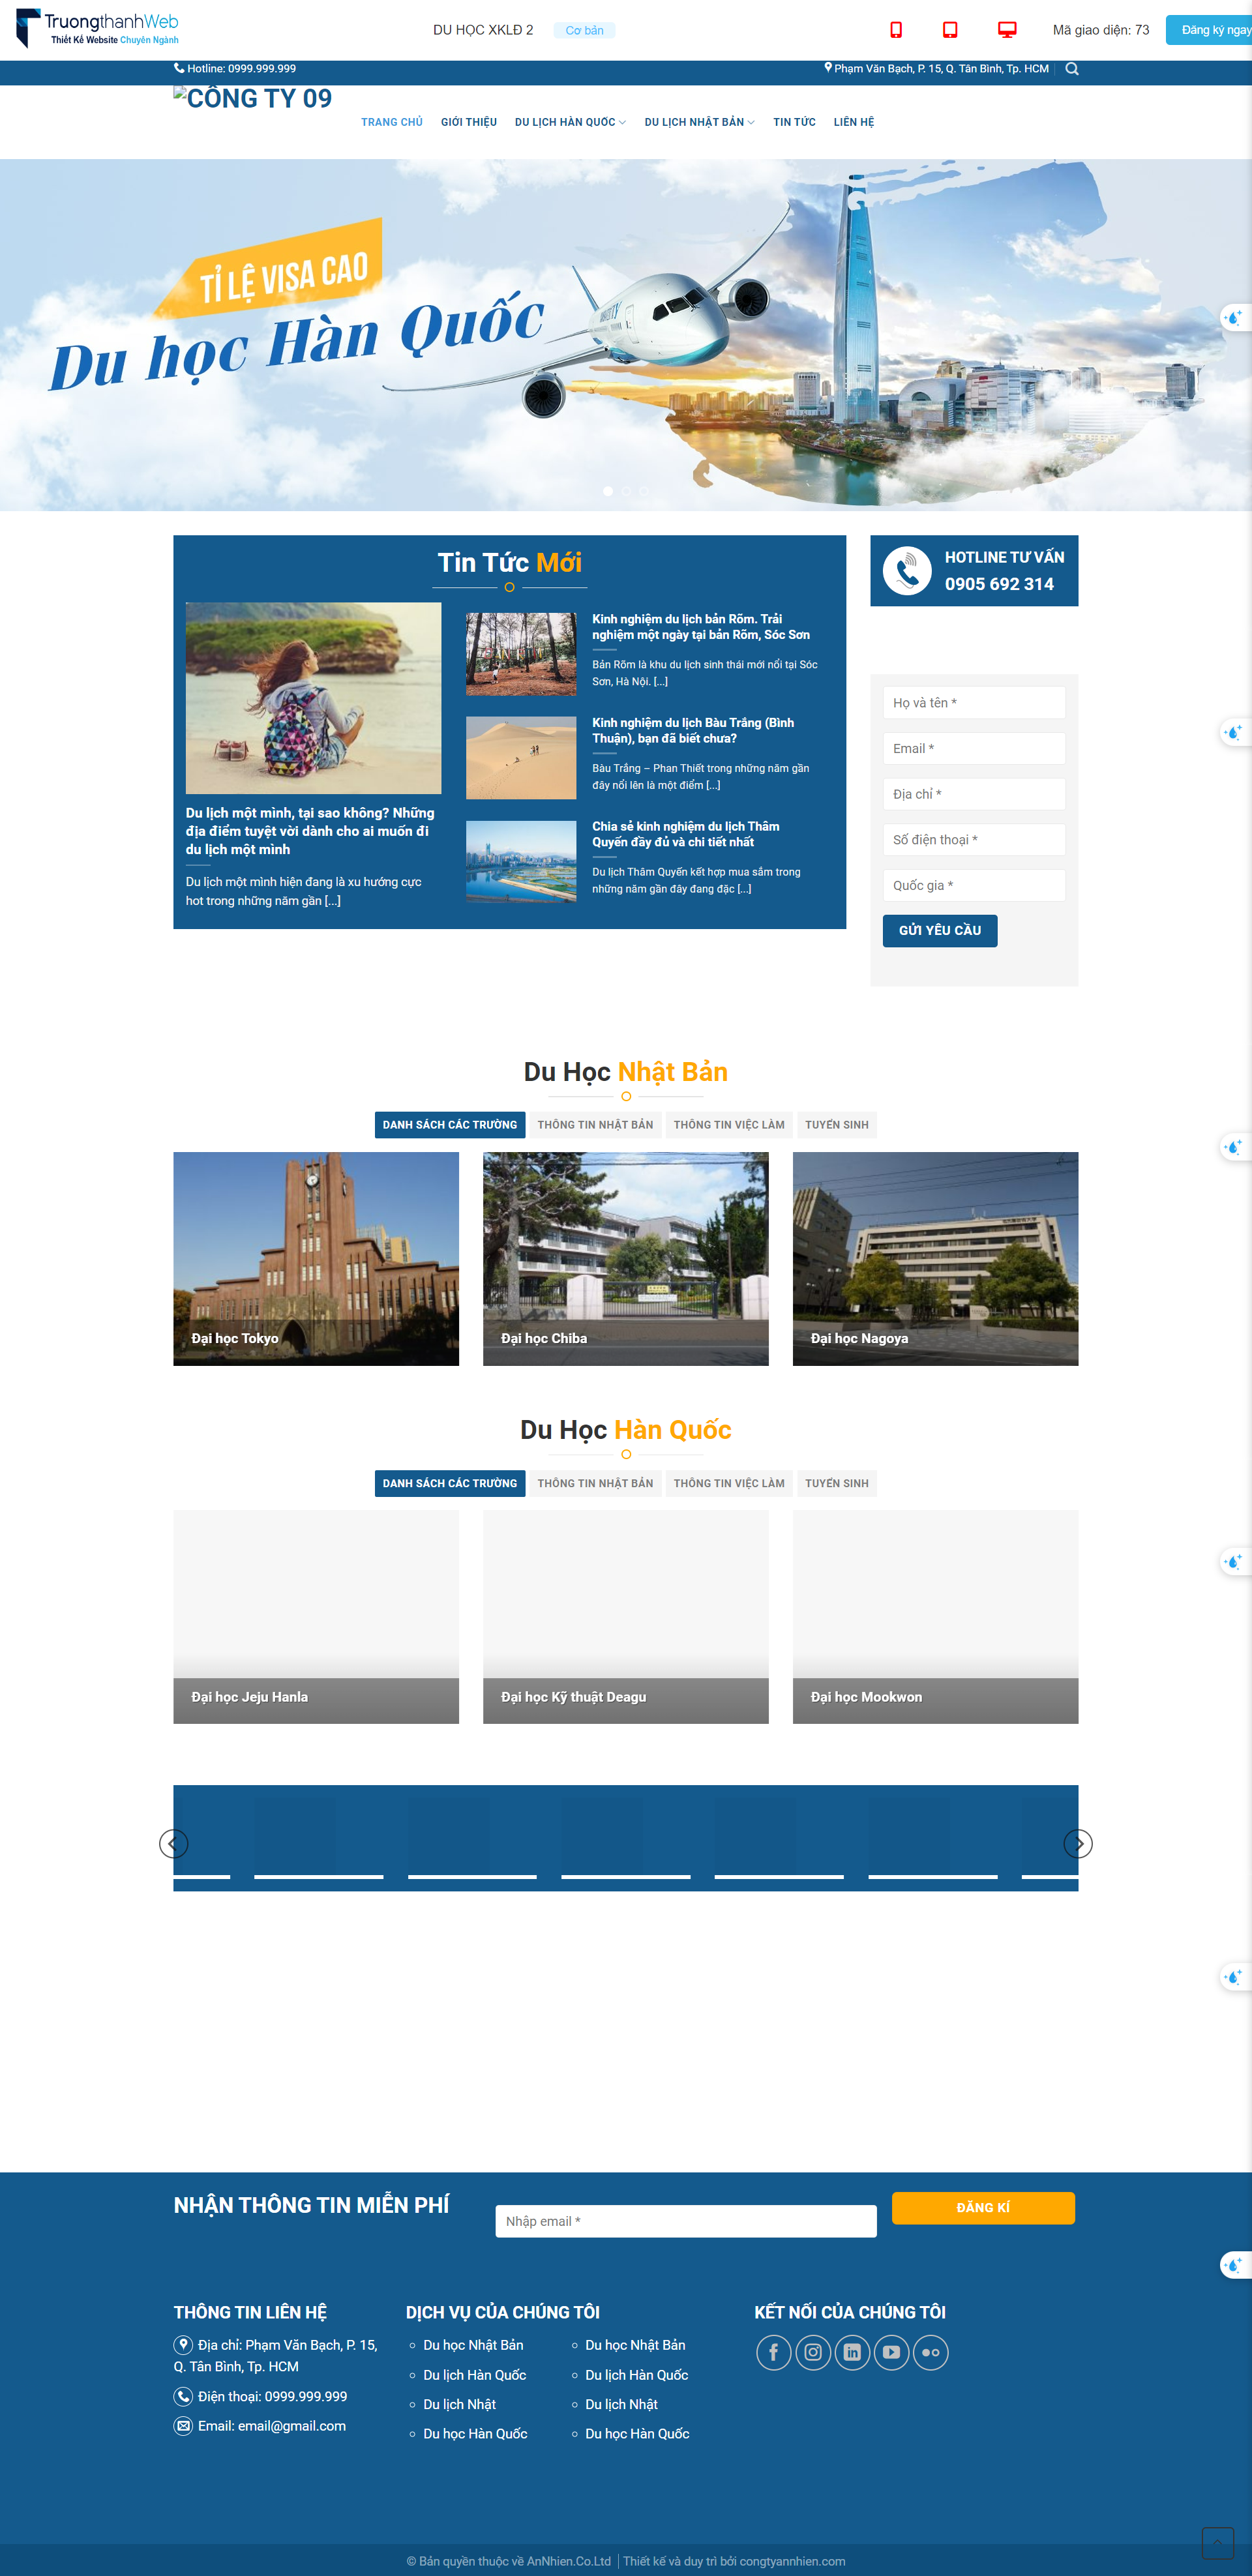 TruongthanhWeb
Thiết Kế Website Chuyên Ngành
DU HỌC XKLĐ 2
Cơ bản
Mã giao diện: 73
Đăng ký ngay
Hotline: 0999.999.999
Phạm Văn Bạch, P. 15, Q. Tân Bình, Tp. HCM
CÔNG TY 09
TRANG CHỦ
GIỚI THIỆU
DU LỊCH HÀN QUỐC
DU LỊCH NHẬT BẢN
TIN TỨC
LIÊN HỆ
TỈ LỆ VISA CAO
Du học Hàn Quốc
Tin Tức Mới
Du lịch một mình, tại sao không? Những
địa điểm tuyệt vời dành cho ai muốn đi
du lịch một mình
Du lịch một mình hiện đang là xu hướng cực
hot trong những năm gần [...]
Kinh nghiệm du lịch bản Rõm. Trải
nghiệm một ngày tại bản Rõm, Sóc Sơn
Bản Rõm là khu du lịch sinh thái mới nổi tại Sóc
Sơn, Hà Nội. [...]
Kinh nghiệm du lịch Bàu Trắng (Bình
Thuận), bạn đã biết chưa?
Bàu Trắng – Phan Thiết trong những năm gần
đây nổi lên là một điểm [...]
Chia sẻ kinh nghiệm du lịch Thâm
Quyến đầy đủ và chi tiết nhất
Du lịch Thâm Quyến kết hợp mua sắm trong
những năm gần đây đang đặc [...]
HOTLINE TƯ VẤN
0905 692 314
Họ và tên *
Email *
Địa chỉ *
Số điện thoại *
Quốc gia *
GỬI YÊU CẦU
Du Học Nhật Bản
DANH SÁCH CÁC TRƯỜNG
THÔNG TIN NHẬT BẢN
THÔNG TIN VIỆC LÀM
TUYỂN SINH
Đại học Tokyo
Đại học Chiba
Đại học Nagoya
Du Học Hàn Quốc
DANH SÁCH CÁC TRƯỜNG
THÔNG TIN NHẬT BẢN
THÔNG TIN VIỆC LÀM
TUYỂN SINH
Đại học Jeju Hanla
Đại học Kỹ thuật Deagu
Đại học Mookwon
NHẬN THÔNG TIN MIỄN PHÍ
Nhập email *
ĐĂNG KÍ
THÔNG TIN LIÊN HỆ
Địa chỉ: Phạm Văn Bạch, P. 15,
Q. Tân Bình, Tp. HCM
Điện thoại: 0999.999.999
Email: email@gmail.com
DỊCH VỤ CỦA CHÚNG TÔI
Du học Nhật Bản
Du lịch Hàn Quốc
Du lịch Nhật
Du học Hàn Quốc
Du học Nhật Bản
Du lịch Hàn Quốc
Du lịch Nhật
Du học Hàn Quốc
KẾT NỐI CỦA CHÚNG TÔI
© Bản quyền thuộc về AnNhien.Co.Ltd | Thiết kế và duy trì bởi congtyannhien.com